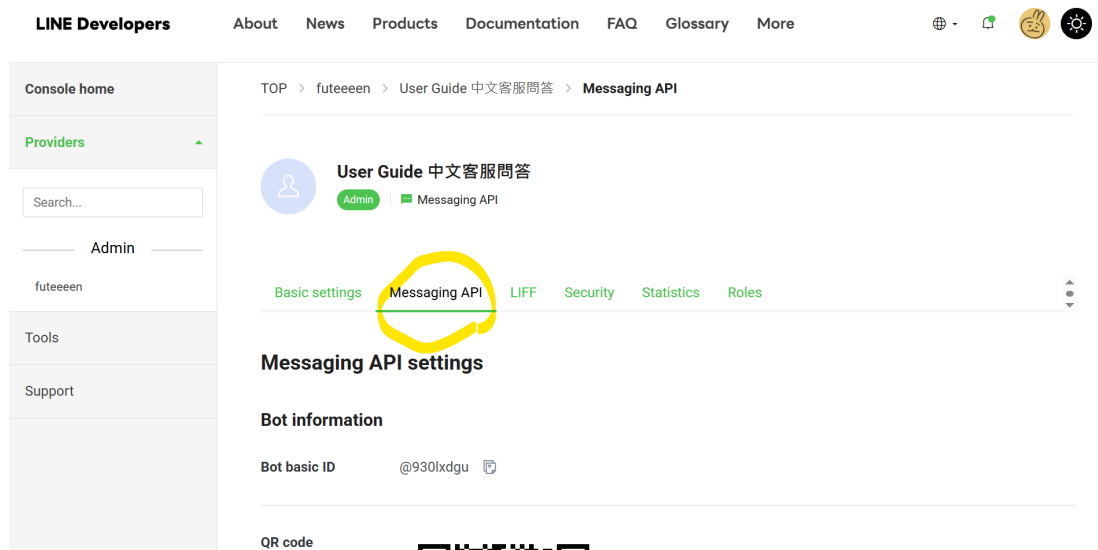 LINE Developers About News Products Documentation FAQ Glossary More
Console home
Providers
Search...
Admin
futeeeen
Tools
Support
TOP > futeeeen > User Guide 中文客服問答 > Messaging API
User Guide 中文客服問答
Admin Messaging API
Basic settings Messaging API LIFF Security Statistics Roles
Messaging API settings
Bot information
Bot basic ID @930lxdgu
QR code